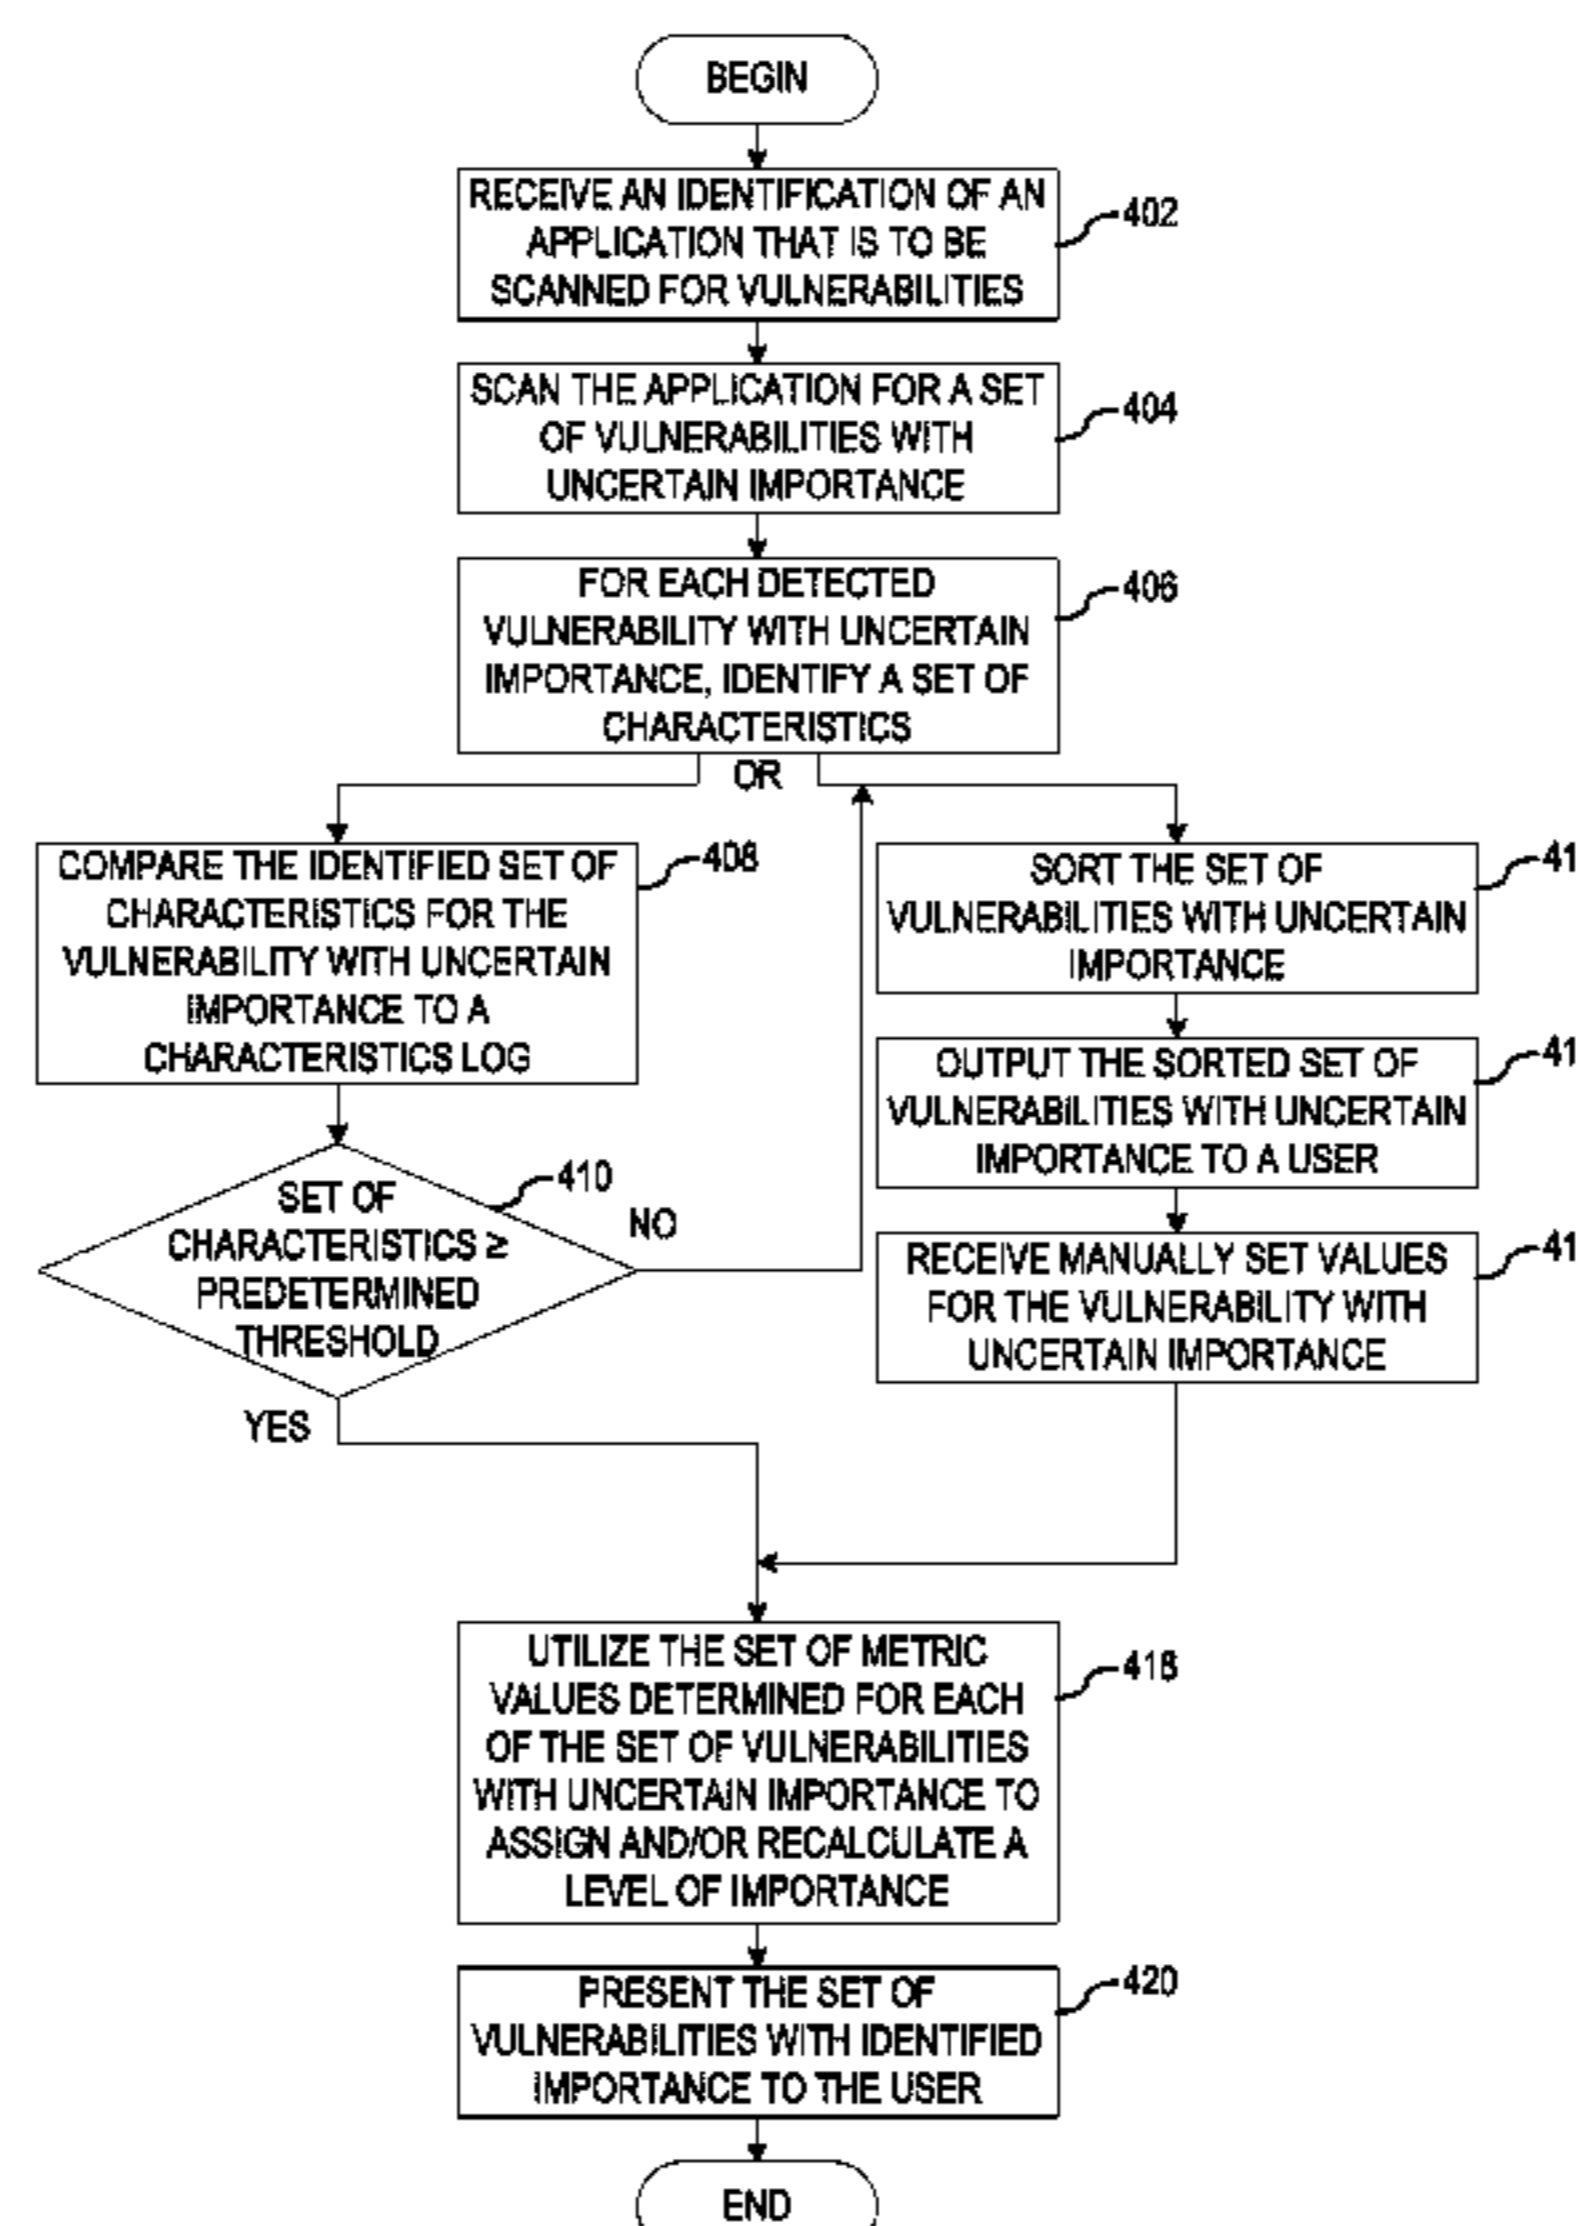 BEGIN
RECEIVE AN IDENTIFICATION OF AN
APPLICATION THAT IS TO BE
SCANNED FOR VULNERABILITIES
402
SCAN THE APPLICATION FOR A SET
OF VULNERABILITIES WITH
UNCERTAIN IMPORTANCE
404
FOR EACH DETECTED
VULNERABILITY WITH UNCERTAIN
IMPORTANCE, IDENTIFY A SET OF
CHARACTERISTICS
406
OR
COMPARE THE IDENTIFIED SET OF
CHARACTERISTICS FOR THE
VULNERABILITY WITH UNCERTAIN
IMPORTANCE TO A
CHARACTERISTICS LOG
408
SET OF
CHARACTERISTICS ≥
PREDETERMINED
THRESHOLD
410
NO
YES
SORT THE SET OF
VULNERABILITIES WITH UNCERTAIN
IMPORTANCE
41
OUTPUT THE SORTED SET OF
VULNERABILITIES WITH UNCERTAIN
IMPORTANCE TO A USER
41
RECEIVE MANUALLY SET VALUES
FOR THE VULNERABILITY WITH
UNCERTAIN IMPORTANCE
41
UTILIZE THE SET OF METRIC
VALUES DETERMINED FOR EACH
OF THE SET OF VULNERABILITIES
WITH UNCERTAIN IMPORTANCE TO
ASSIGN AND/OR RECALCULATE A
LEVEL OF IMPORTANCE
418
PRESENT THE SET OF
VULNERABILITIES WITH IDENTIFIED
IMPORTANCE TO THE USER
420
END